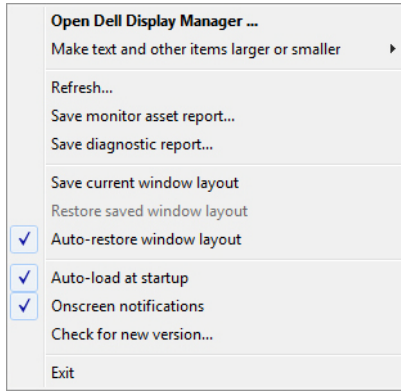 Open Dell Display Manager ...
Make text and other items larger or smaller
Refresh...
Save monitor asset report...
Save diagnostic report...
Save current window layout
Restore saved window layout
Auto-restore window layout
Auto-load at startup
Onscreen notifications
Check for new version...
Exit